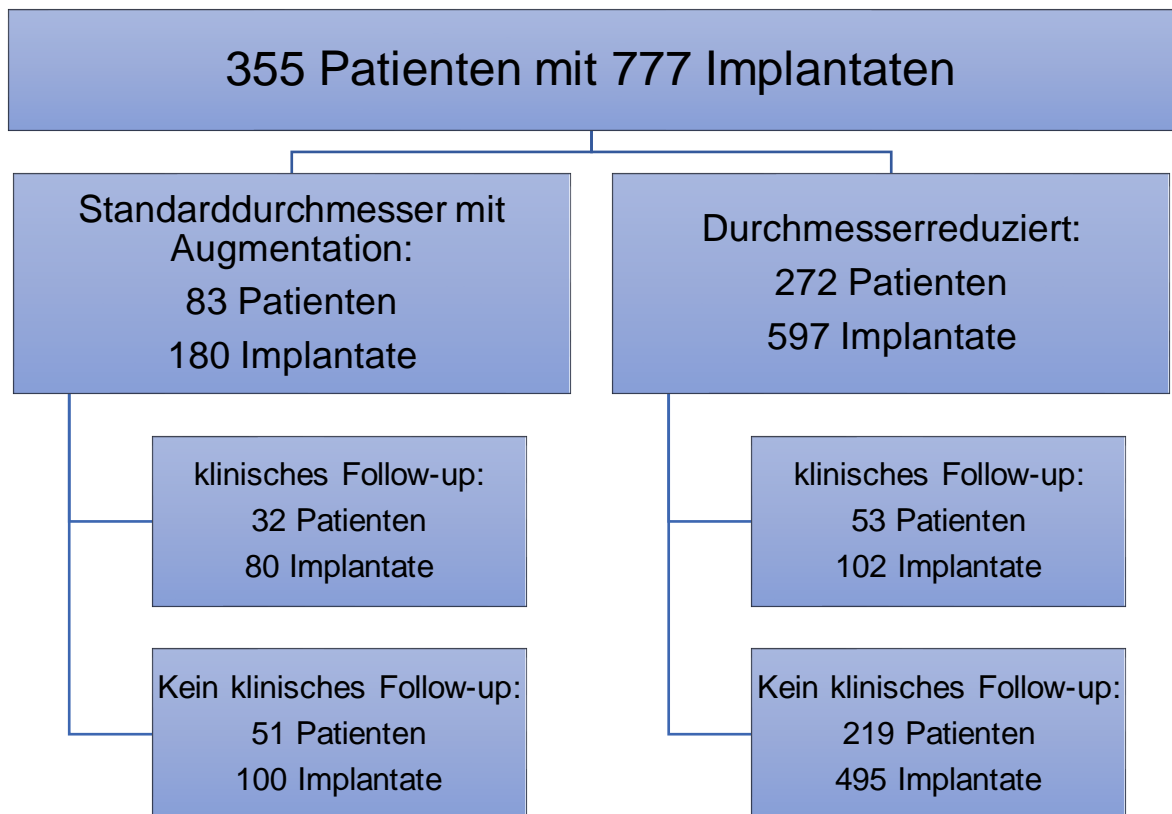 355 Patienten mit 777 Implantaten
Standarddurchmesser mit
Augmentation:
83 Patienten
180 Implantate
Durchmesserreduziert:
272 Patienten
597 Implantate
klinisches Follow-up:
32 Patienten
80 Implantate
klinisches Follow-up:
53 Patienten
102 Implantate
Kein klinisches Follow-up:
51 Patienten
100 Implantate
Kein klinisches Follow-up:
219 Patienten
495 Implantate